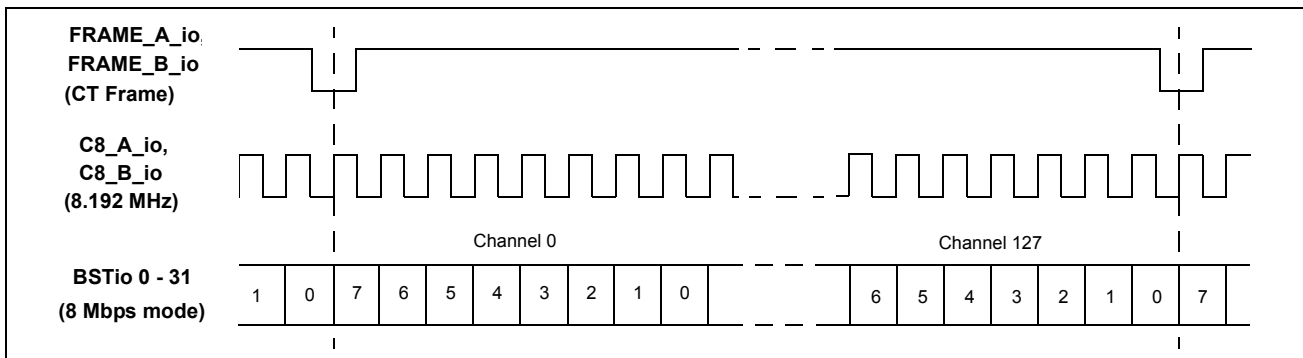 FRAME_A_io,
FRAME_B_io
(CT Frame)
C8_A_io,
C8_B_io
(8.192 MHz)
Channel 0
Channel 127
BSTio 0 - 31
(8 Mbps mode)
1 0 7 6 5 4 3 2 1 0 6 5 4 3 2 1 0 7